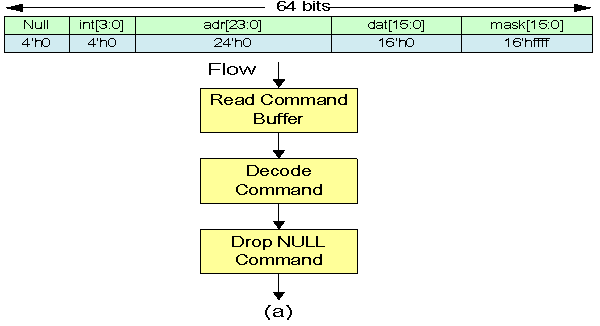 64 bits
Null int[3:0] adr[23:0] dat[15:0] mask[15:0]
4'h0 4'h0 24'h0 16'h0 16'hffff
Flow
Read Command
Buffer
Decode
Command
Drop NULL
Command
(a)